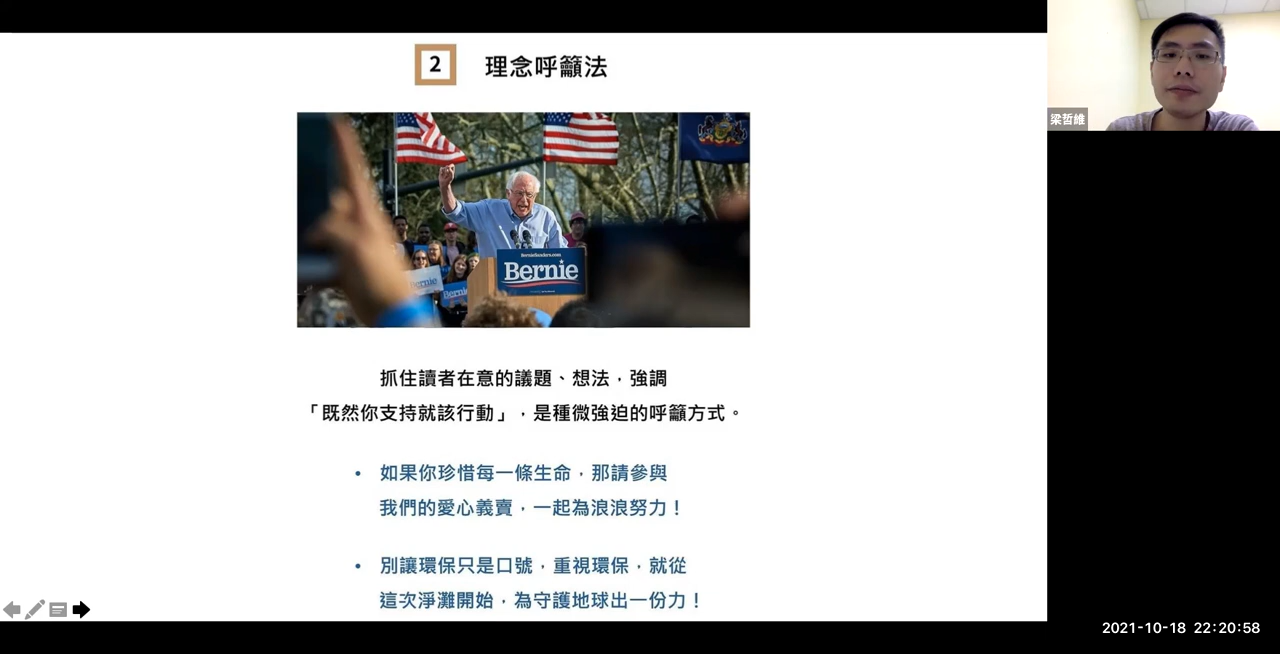 2 理念呼籲法
Berniesanders.com
Bernie
Bernie
Bernie
抓住讀者在意的議題、想法，強調
「既然你支持就該行動」，是種微強迫的呼籲方式。
• 如果你珍惜每一條生命，那請參與
我們的愛心義賣，一起為浪浪努力！
• 別讓環保只是口號，重視環保，就從
這次淨灘開始，為守護地球出一份力！
梁哲維
2021-10-18 22:20:58